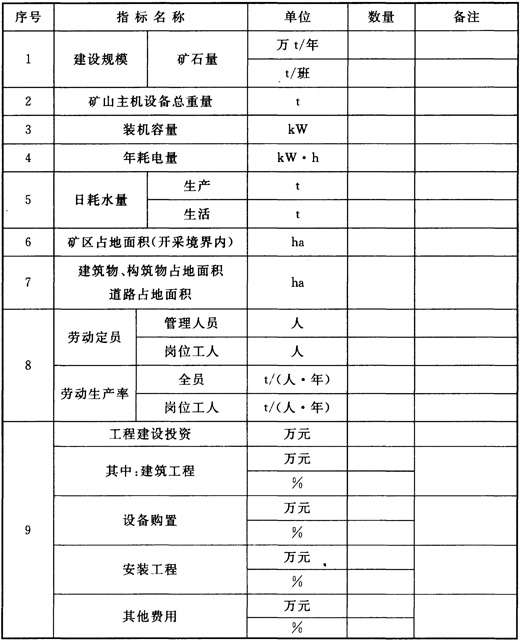 序号 指标名称 单位 数量 备注
1 建设规模 矿石量 万 t/年
t/班
2 矿山主机设备总重量 t
3 装机容量 kW
4 年耗电量 kW·h
5 日耗水量 生产 t
生活 t
6 矿区占地面积(开采境界内) ha
7 建筑物、构筑物占地面积
道路占地面积 ha
8 劳动定员 管理人员 人
岗位工人 人
劳动生产率 全员 t/(人·年)
岗位工人 t/(人·年)
9 工程建设投资 万元
其中:建筑工程 万元
%
设备购置 万元
%
安装工程 万元
%
其他费用 万元
%